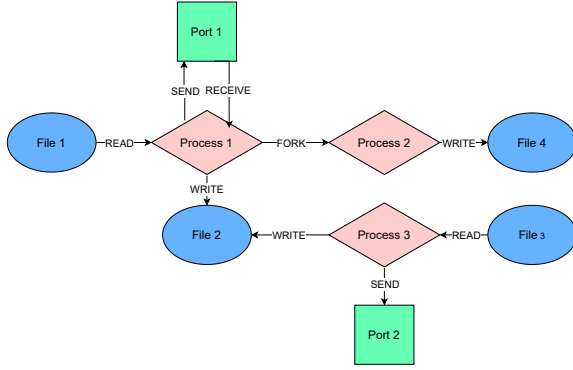 Port 1
SEND RECEIVE
File 1 READ Process 1 FORK Process 2 WRITE File 4
WRITE
File 2 WRITE Process 3 READ File 3
SEND
Port 2